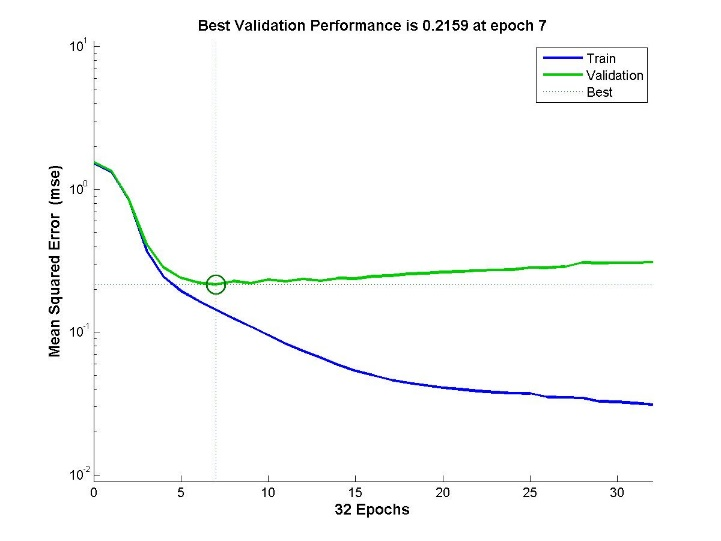 Best Validation Performance is 0.2159 at epoch 7
10^1
Train
Validation
Best
10^0
10^-1
10^-2
Mean Squared Error (mse)
0 5 10 15 20 25 30
32 Epochs